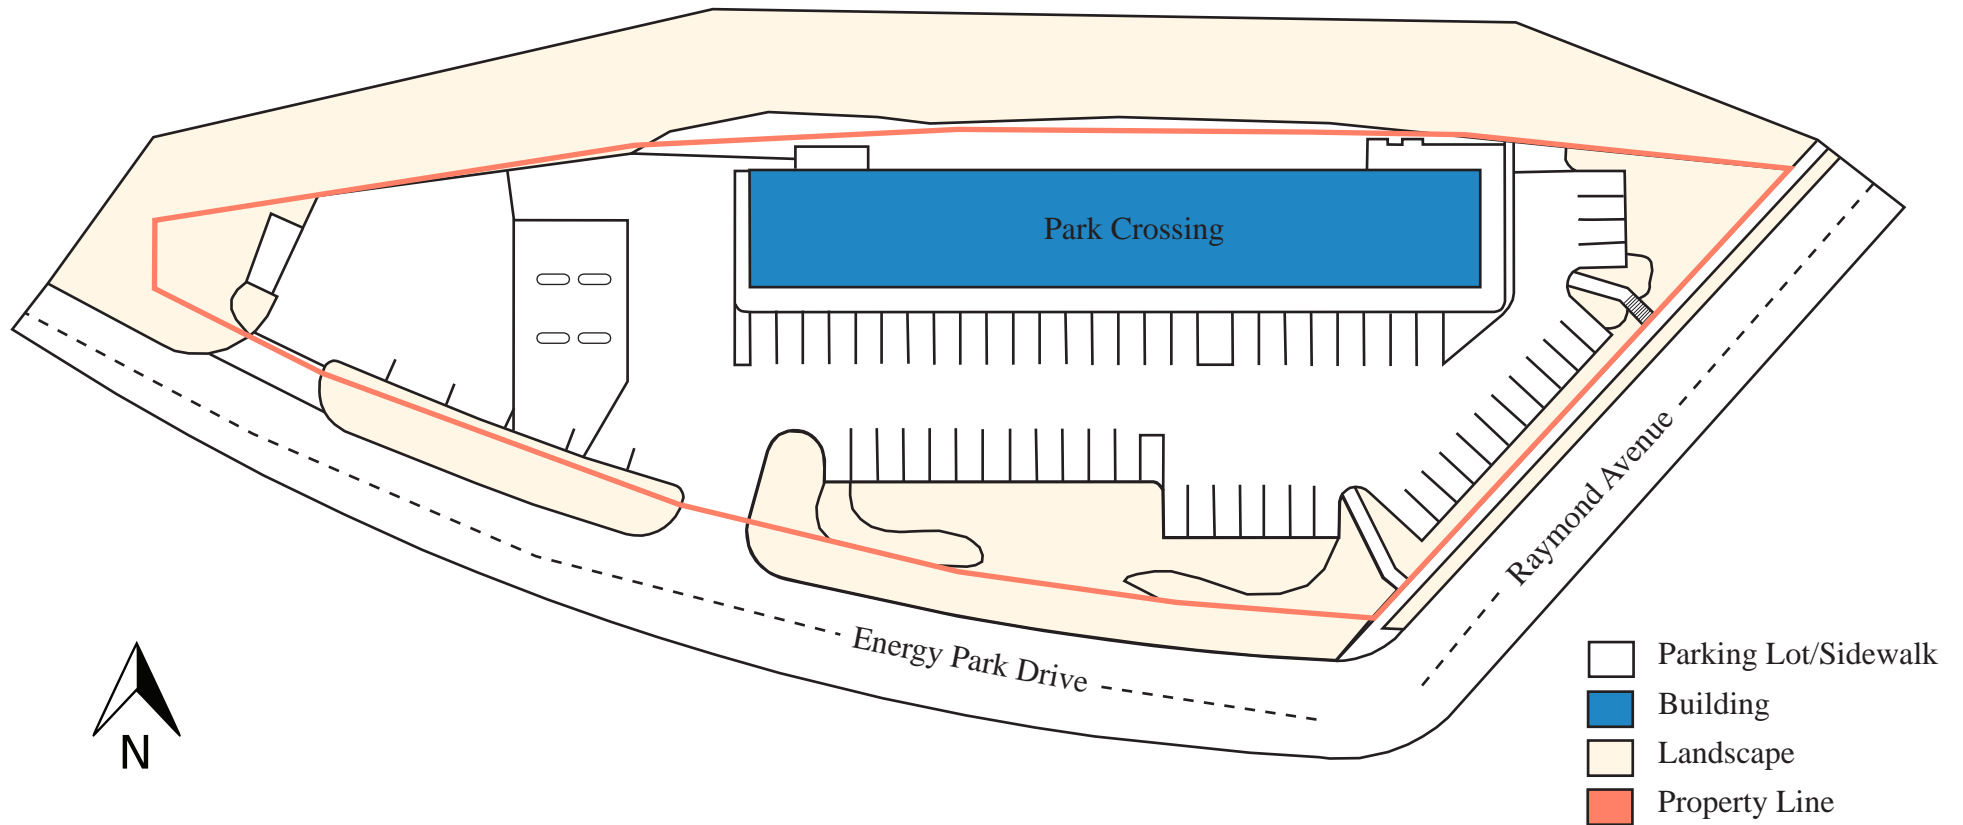 Park Crossing
Raymond Avenue
Energy Park Drive
N
Parking Lot/Sidewalk
Building
Landscape
Property Line